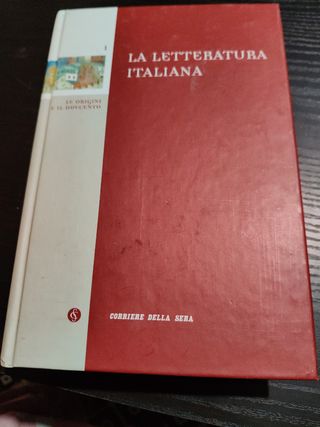 1
LA LETTERATURA
ITALIANA
LE ORIGINI
E IL DUECENTO
CORRIERE DELLA SERA